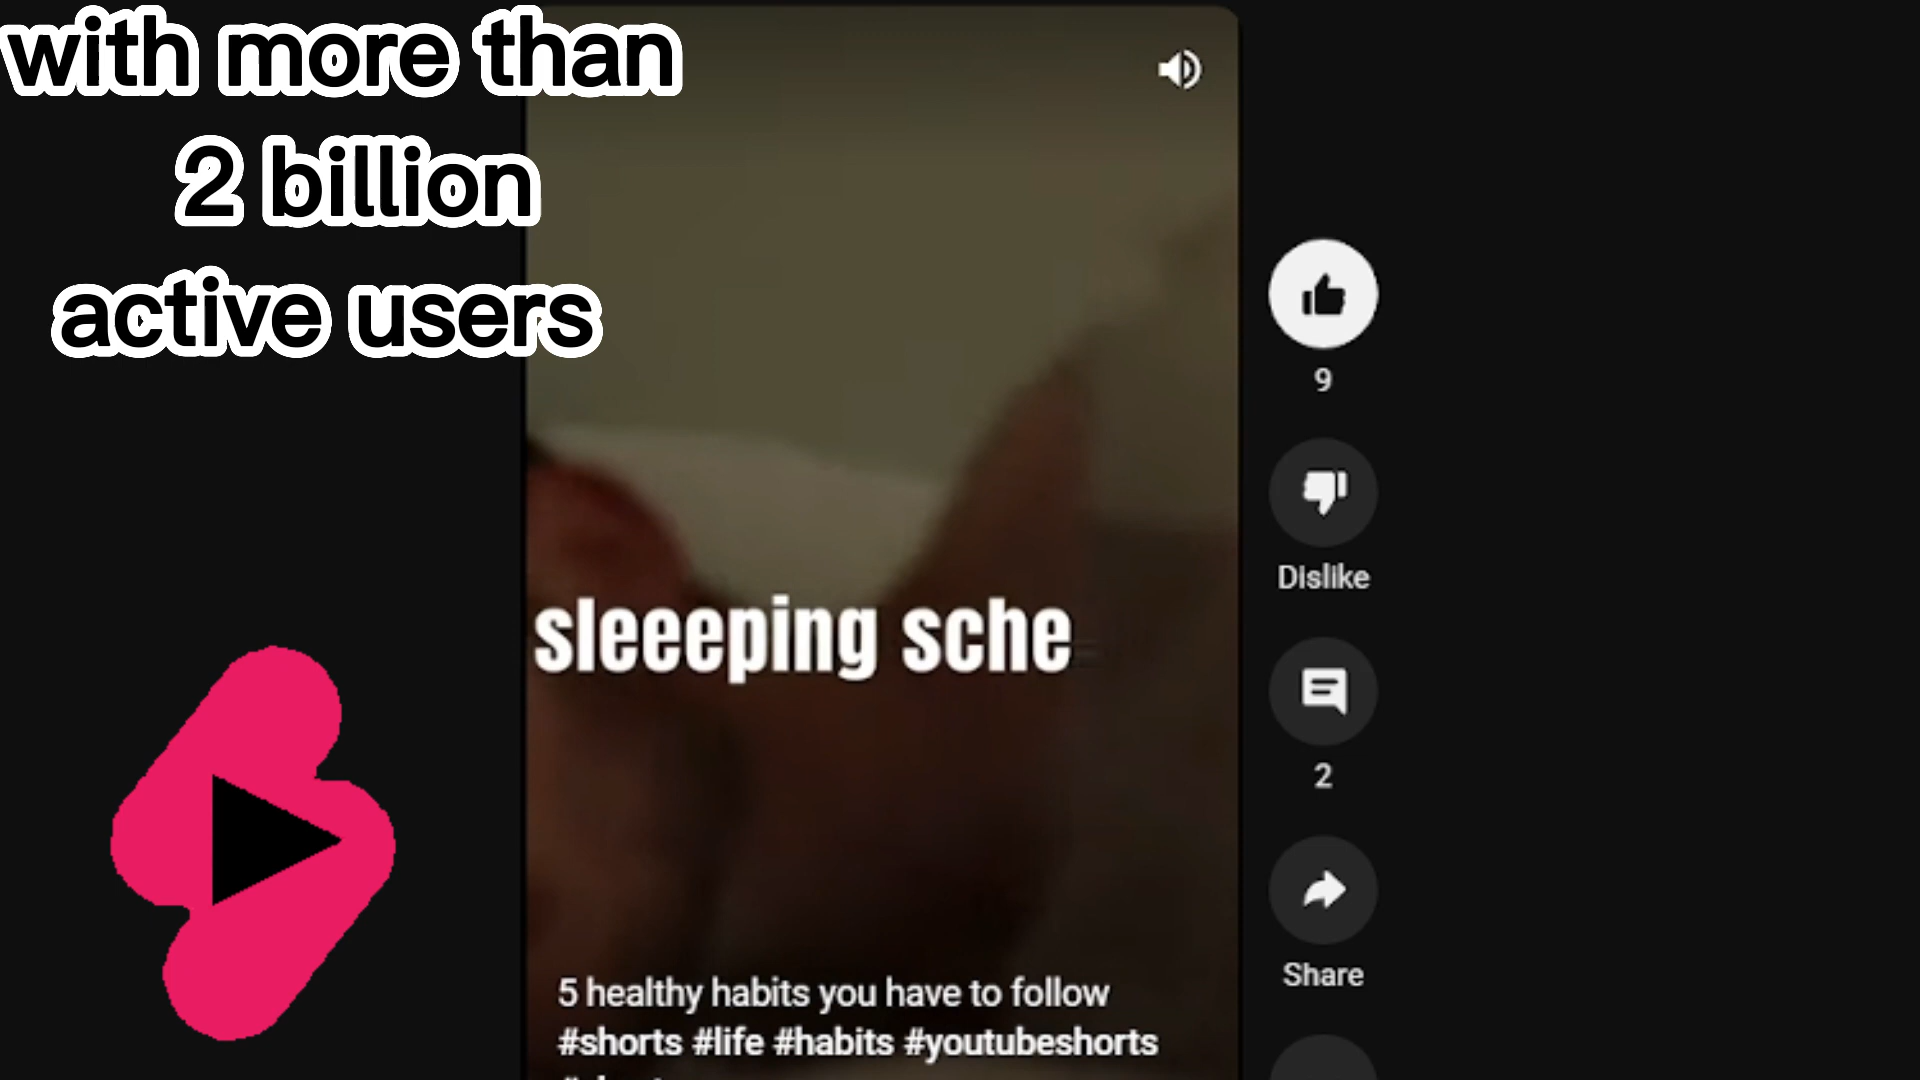 with more than
2 billion
active users
9
Dislike
sleeeping sche
2
Share
5 healthy habits you have to follow
#shorts #life #habits #youtubeshorts